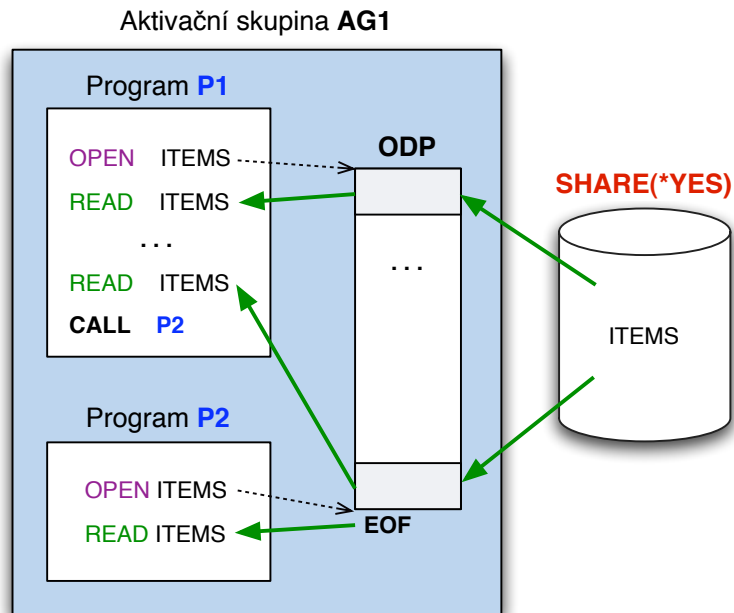 Aktivační skupina AG1
Program P1
OPEN ITEMS
READ ITEMS
. . .
READ ITEMS
CALL P2
ODP
. . .
SHARE(*YES)
ITEMS
Program P2
OPEN ITEMS
READ ITEMS
EOF